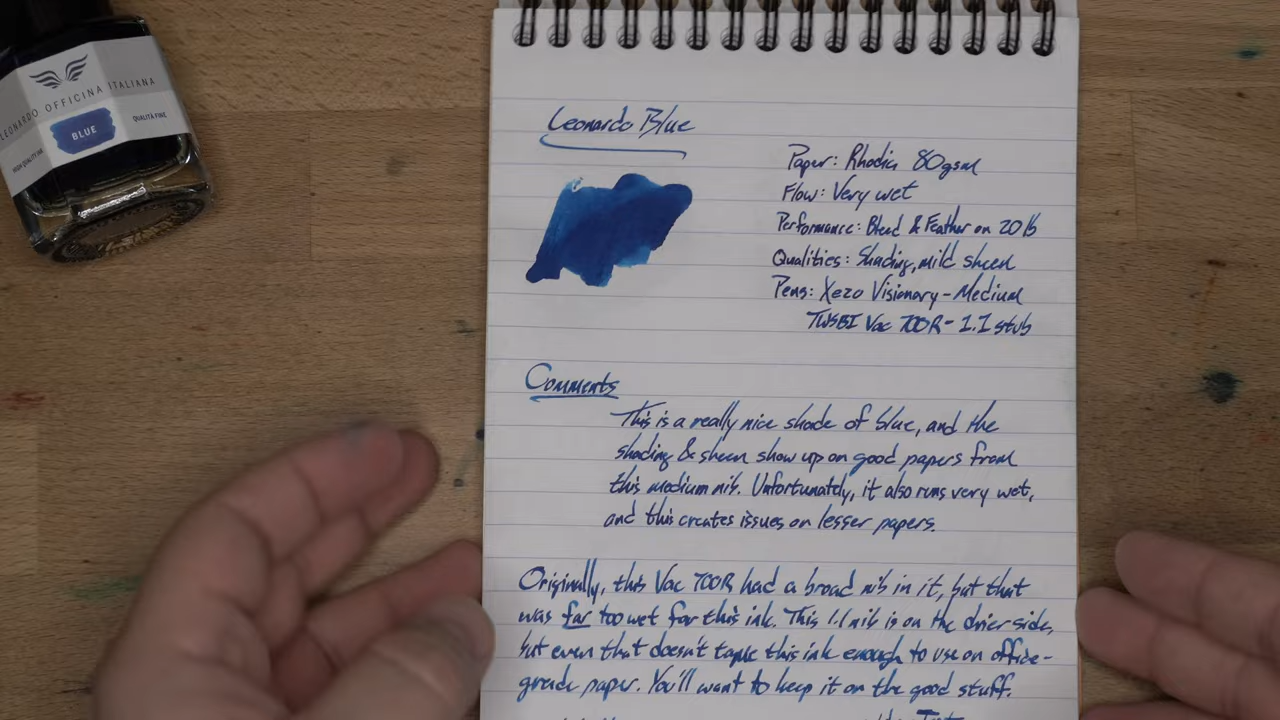 LEONARDO OFFICINA ITALIANA
BLUE
HIGH QUALITY INK
QUALITÀ FINE
Leonardo Blue
Paper: Rhodia 80gsm
Flow: Very wet
Performance: Bleed & Feather on 20lb
Qualities: Shading, mild sheen
Pens: Xezo Visionary - Medium
TWSBI Vac 700R - 1.1 stub
Comments
This is a really nice shade of blue, and the
shading & sheen show up on good papers from
this medium nib. Unfortunately, it also runs very wet,
and this creates issues on lesser papers.
Originally, this Vac 700R had a broad nib in it, but that
was far too wet for this ink. This 1.1 nib is on the drier side,
but even that doesn't tame this ink enough to use on office-
grade paper. You'll want to keep it on the good stuff.